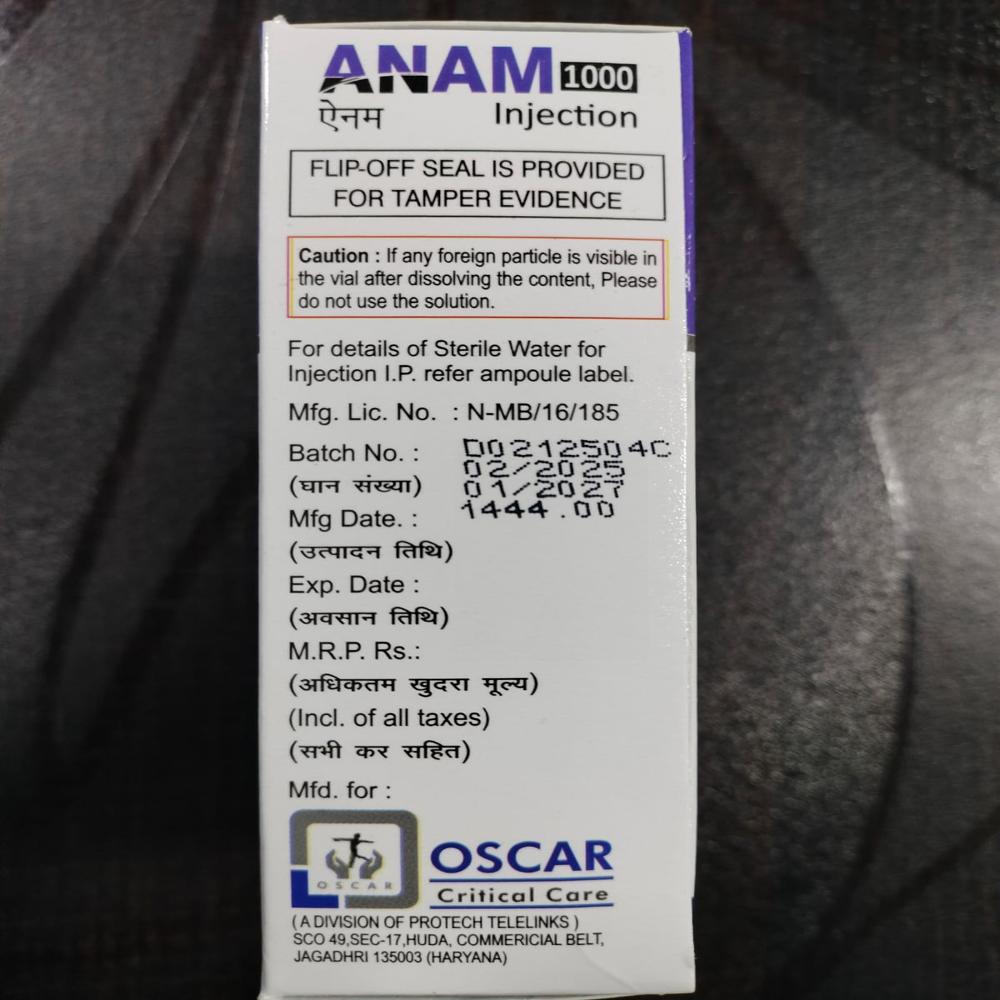 ANAM 1000
ऐनम Injection
FLIP-OFF SEAL IS PROVIDED
FOR TAMPER EVIDENCE
Caution : If any foreign particle is visible in
the vial after dissolving the content, Please
do not use the solution.
For details of Sterile Water for
Injection I.P. refer ampoule label.
Mfg. Lic. No. : N-MB/16/185
Batch No. : D0212504C
02/2025
(घान संख्या) 01/2027
Mfg Date. : 1444.00
(उत्पादन तिथि)
Exp. Date :
(अवसान तिथि)
M.R.P. Rs.:
(अधिकतम खुदरा मूल्य)
(Incl. of all taxes)
(सभी कर सहित)
Mfd. for :
OSCAR
OSCAR
Critical Care
( A DIVISION OF PROTECH TELELINKS )
SCO 49,SEC-17,HUDA, COMMERICIAL BELT,
JAGADHRI 135003 (HARYANA)